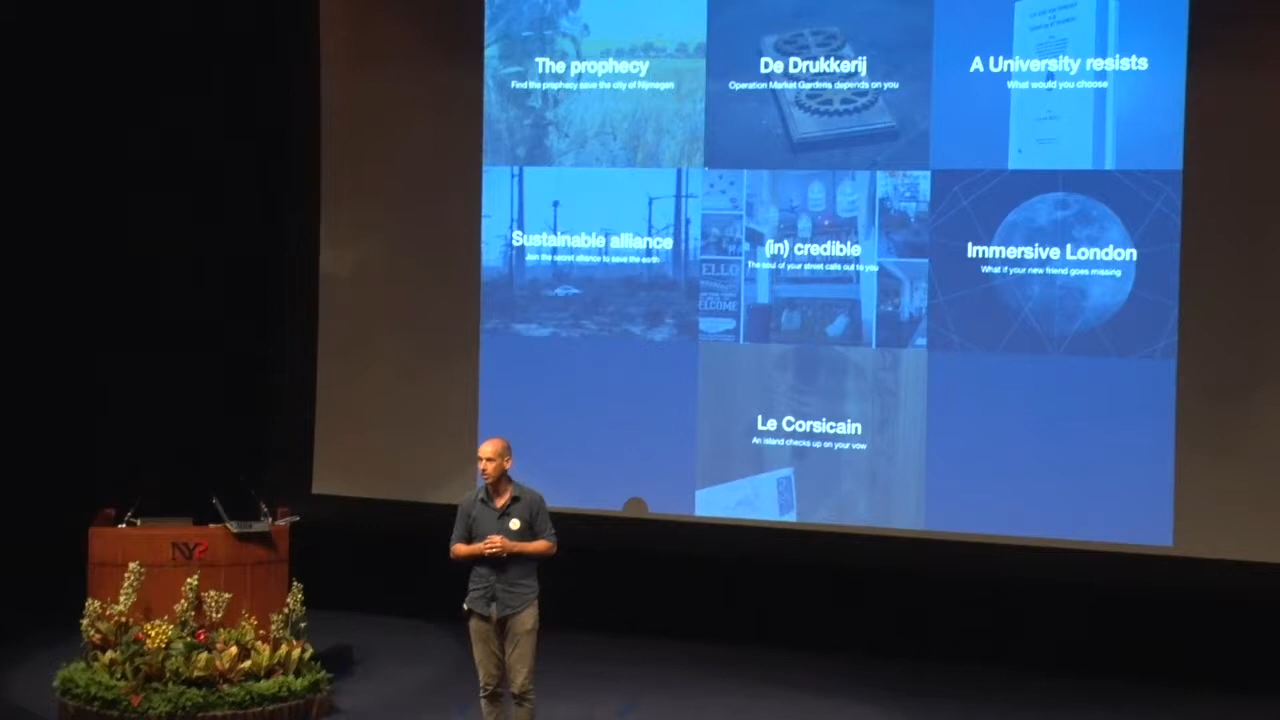 The prophecy
Find the prophecy save the city of Nijmegen
De Drukkerij
Operation Market Gardens depends on you
A University resists
What would you choose
Sustainable alliance
Join the secret alliance to save the earth
(in) credible
The soul of your street calls out to you
ELLO
ELCOME
Immersive London
What if your new friend goes missing
Le Corsicain
An island checks up on your vow
NYP